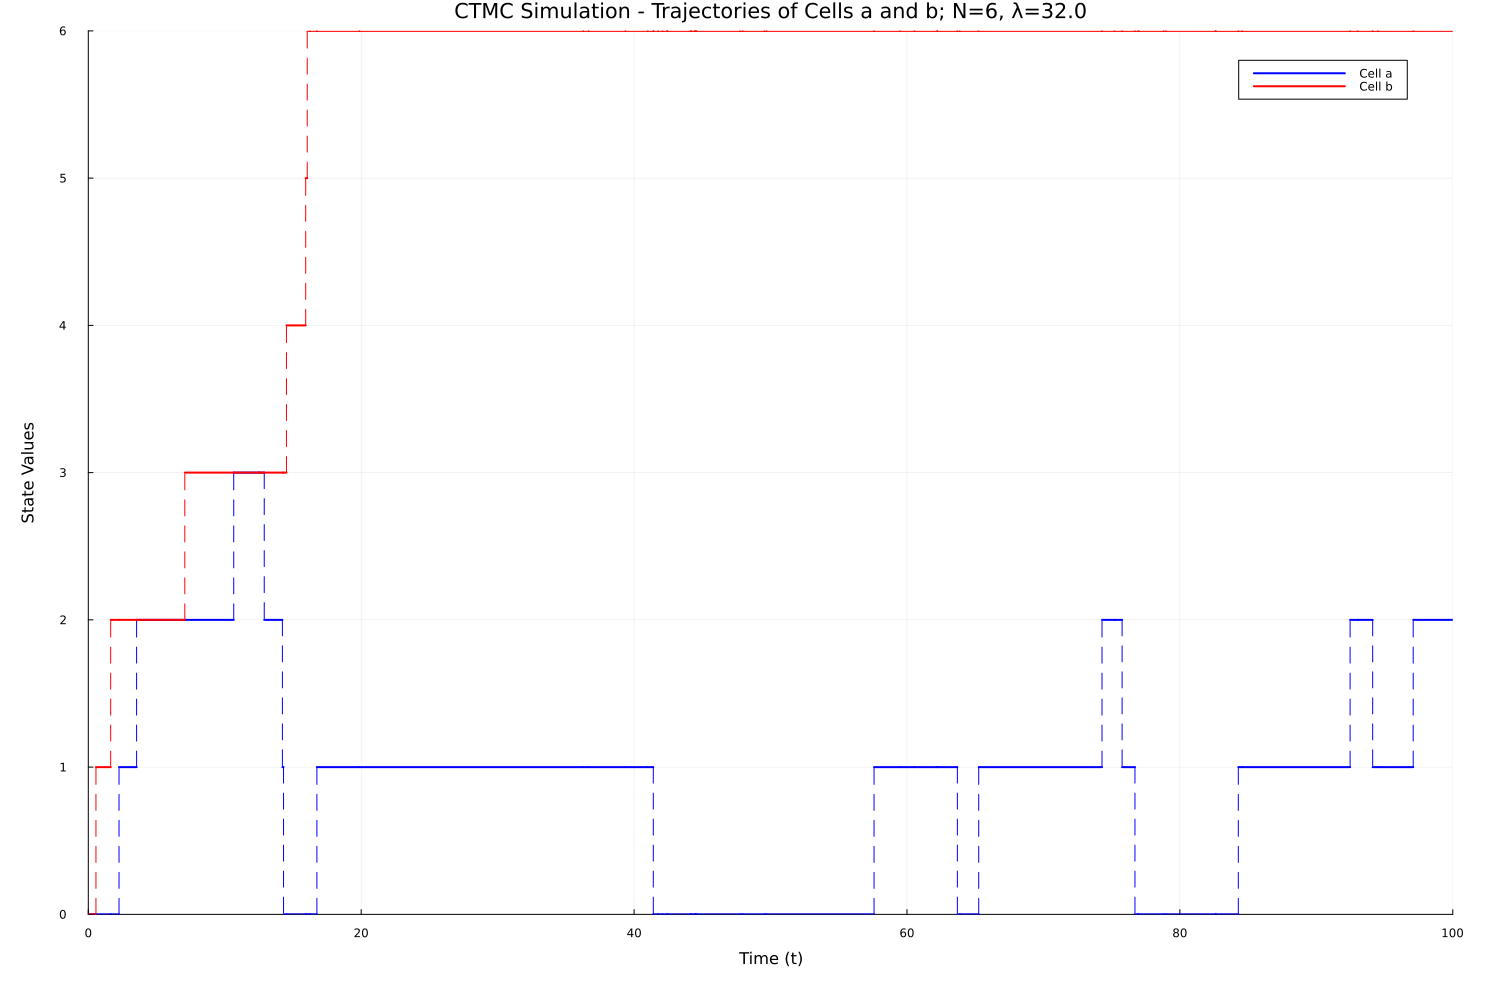 CTMC Simulation - Trajectories of Cells a and b; N=6, λ=32.0
6
Cell a
Cell b
5
4
State Values
3
2
1
0
0 20 40 60 80 100
Time (t)